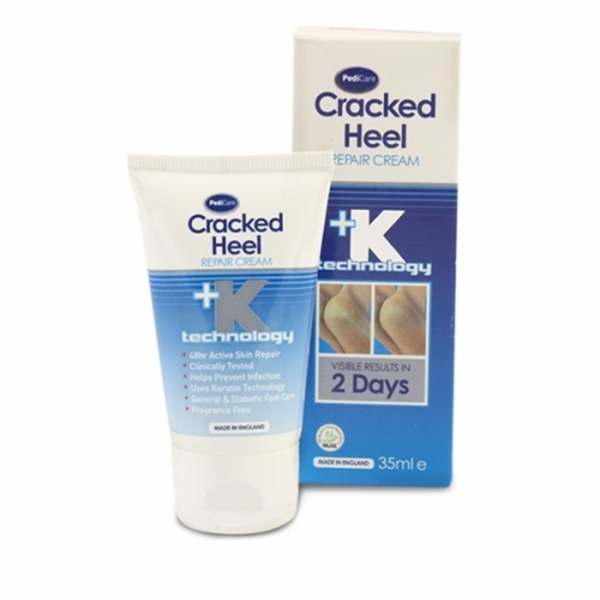 PediCare
Cracked
Heel
REPAIR CREAM
+K
technology
VISIBLE RESULTS IN
2 Days
MADE IN ENGLAND
35ml e
PediCare
Cracked
Heel
REPAIR CREAM
+K
technology
• 48hr Active Skin Repair
• Clinically Tested
• Helps Prevent Infection
• Uses Keratin Technology
• General & Diabetic Foot Care
• Fragrance Free
MADE IN ENGLAND